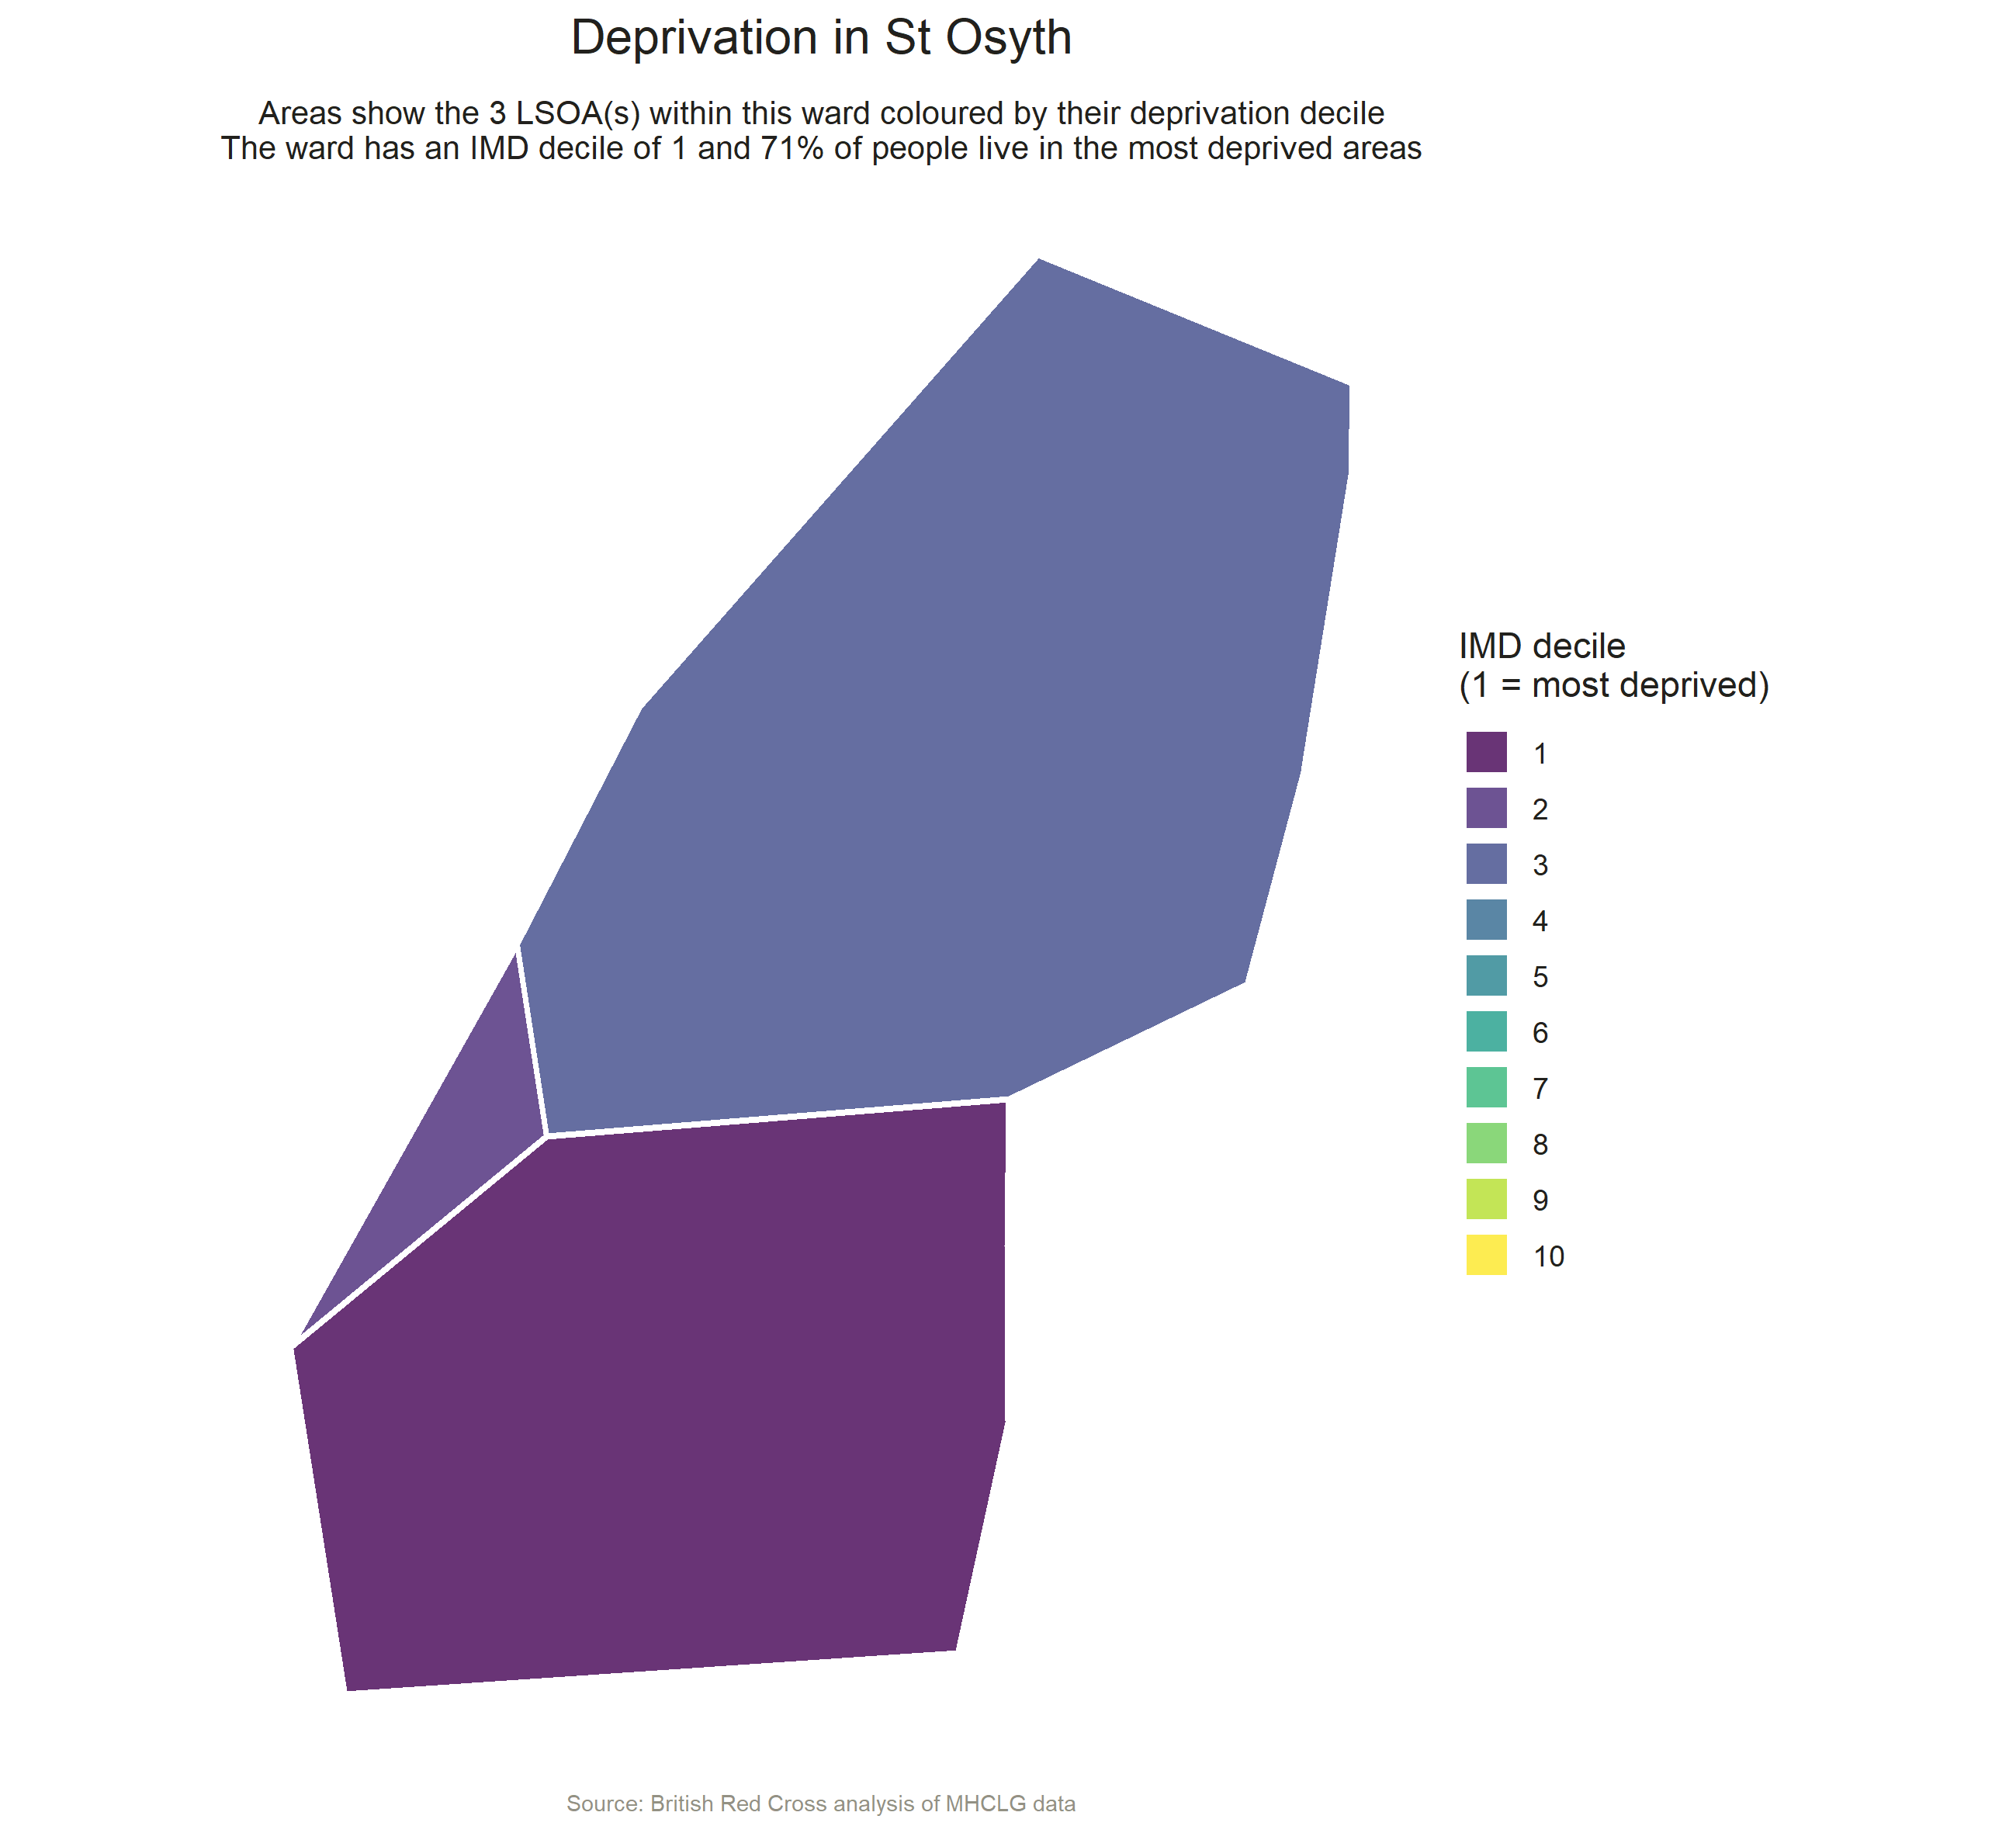 Deprivation in St Osyth
Areas show the 3 LSOA(s) within this ward coloured by their deprivation decile
The ward has an IMD decile of 1 and 71% of people live in the most deprived areas
IMD decile
(1 = most deprived)
1
2
3
4
5
6
7
8
9
10
Source: British Red Cross analysis of MHCLG data